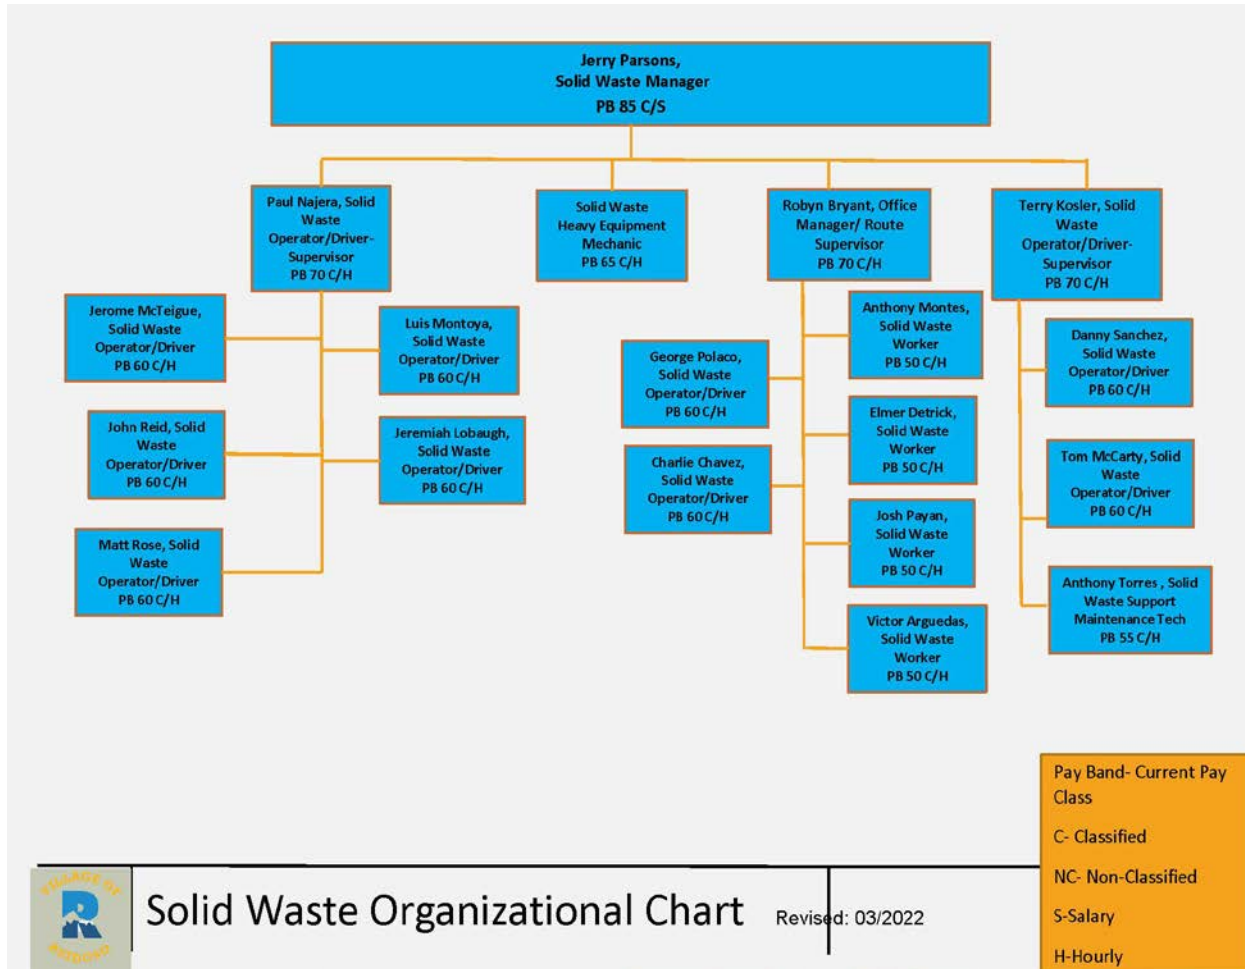 Jerry Parsons,
Solid Waste Manager
PB 85 C/S
Paul Najera, Solid
Waste
Operator/Driver-
Supervisor
PB 70 C/H
Solid Waste
Heavy Equipment
Mechanic
PB 65 C/H
Robyn Bryant, Office
Manager/ Route
Supervisor
PB 70 C/H
Terry Kosler, Solid
Waste
Operator/Driver-
Supervisor
PB 70 C/H
Jerome McTeigue,
Solid Waste
Operator/Driver
PB 60 C/H
Luis Montoya,
Solid Waste
Operator/Driver
PB 60 C/H
John Reid, Solid
Waste
Operator/Driver
PB 60 C/H
Jeremiah Lobaugh,
Solid Waste
Operator/Driver
PB 60 C/H
Matt Rose, Solid
Waste
Operator/Driver
PB 60 C/H
George Polaco,
Solid Waste
Operator/Driver
PB 60 C/H
Charlie Chavez,
Solid Waste
Operator/Driver
PB 60 C/H
Anthony Montes,
Solid Waste
Worker
PB 50 C/H
Elmer Detrick,
Solid Waste
Worker
PB 50 C/H
Josh Payan,
Solid Waste
Worker
PB 50 C/H
Victor Arguedas,
Solid Waste
Worker
PB 50 C/H
Danny Sanchez,
Solid Waste
Operator/Driver
PB 60 C/H
Tom McCarty, Solid
Waste
Operator/Driver
PB 60 C/H
Anthony Torres , Solid
Waste Support
Maintenance Tech
PB 55 C/H
Pay Band- Current Pay
Class
C- Classified
NC- Non-Classified
S-Salary
H-Hourly
VILLAGE OF
R
RUIDOSO
Solid Waste Organizational Chart
Revised: 03/2022